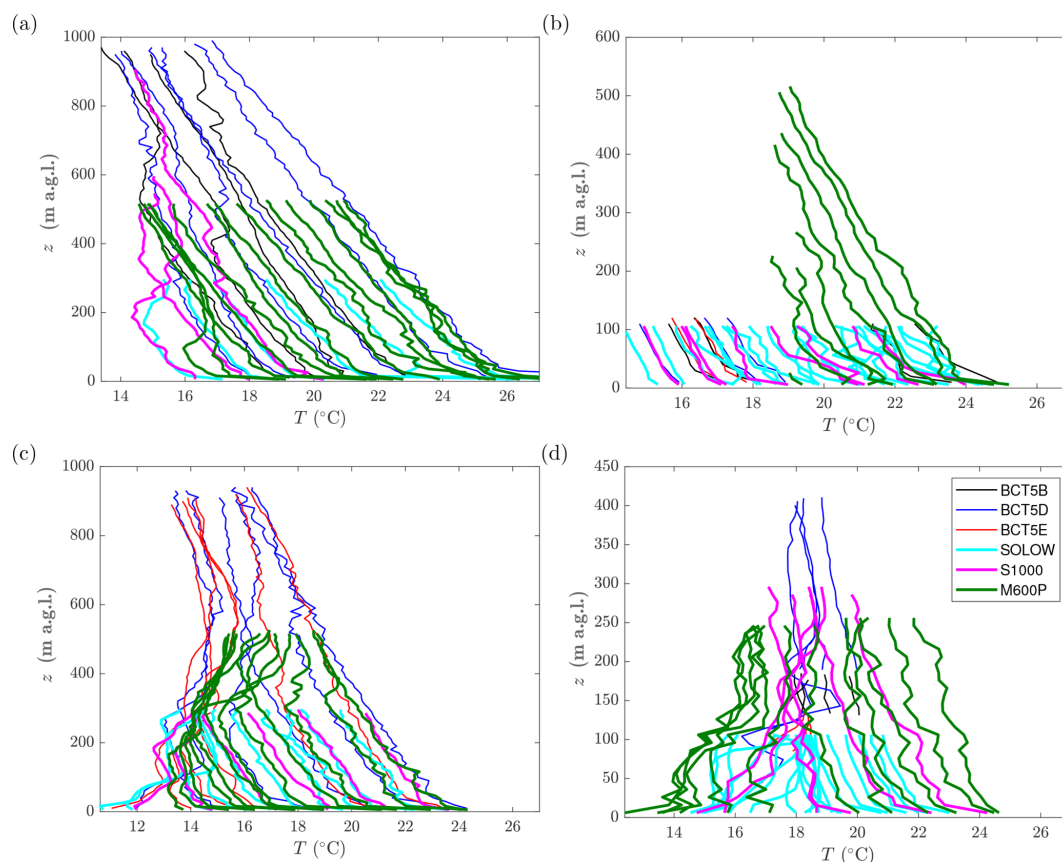 (a)
1000
800
600
400
200
0
z (m a.g.l.)
14 16 18 20 22 24 26
T (°C)
(b)
600
500
400
300
200
100
0
z (m a.g.l.)
16 18 20 22 24 26
T (°C)
(c)
1000
800
600
400
200
0
z (m a.g.l.)
12 14 16 18 20 22 24 26
T (°C)
(d)
450
400
350
300
250
200
150
100
50
0
z (m a.g.l.)
14 16 18 20 22 24 26
T (°C)
BCT5B
BCT5D
BCT5E
SOLOW
S1000
M600P